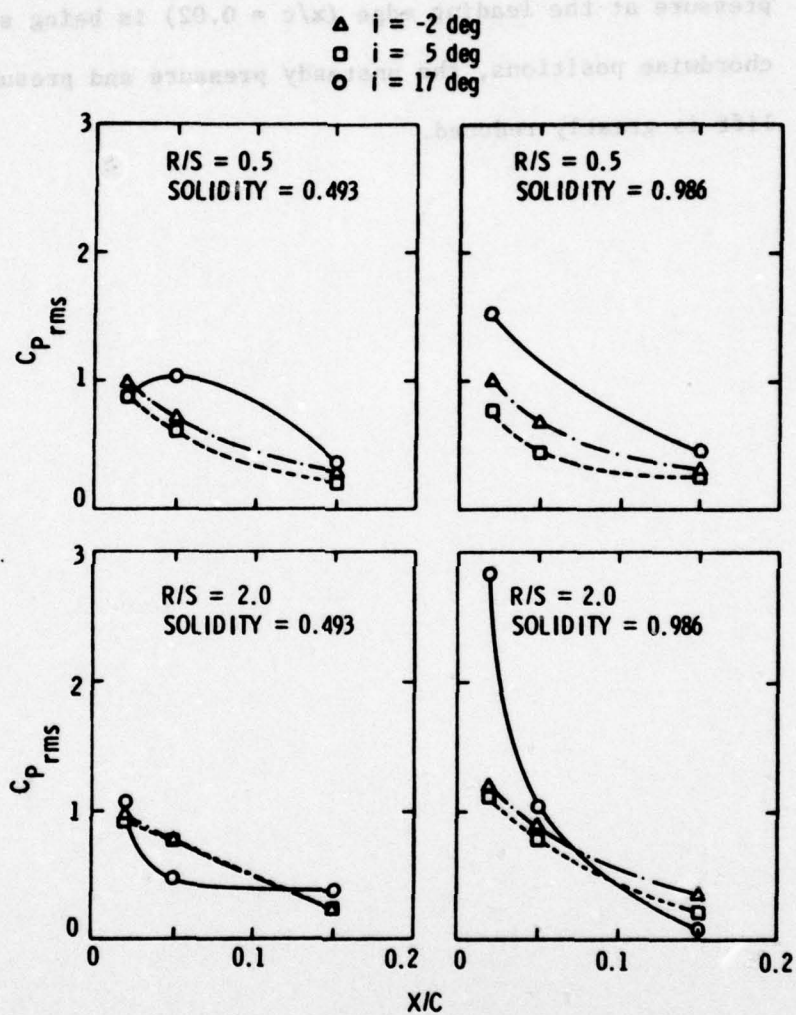 pressure at the leading edge (x/c = 0.02) is being s
chordwise positions, the unsteady pressure and presu
lift is greatly reduced.
i = -2 deg
i = 5 deg
i = 17 deg
3
R/S = 0.5
SOLIDITY = 0.493
R/S = 0.5
SOLIDITY = 0.986
2
CPrms
1
0
3
R/S = 2.0
SOLIDITY = 0.493
R/S = 2.0
SOLIDITY = 0.986
2
CPrms
1
0
0 0.1 0.2 0 0.1 0.2
X/C